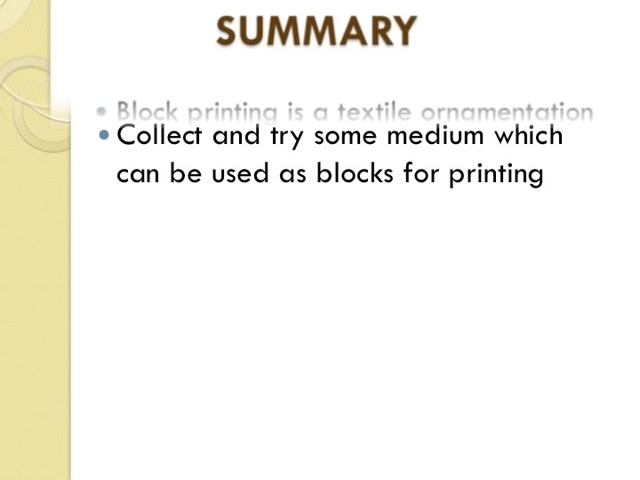 SUMMARY
• Block printing is a textile ornamentation
• Collect and try some medium which
can be used as blocks for printing